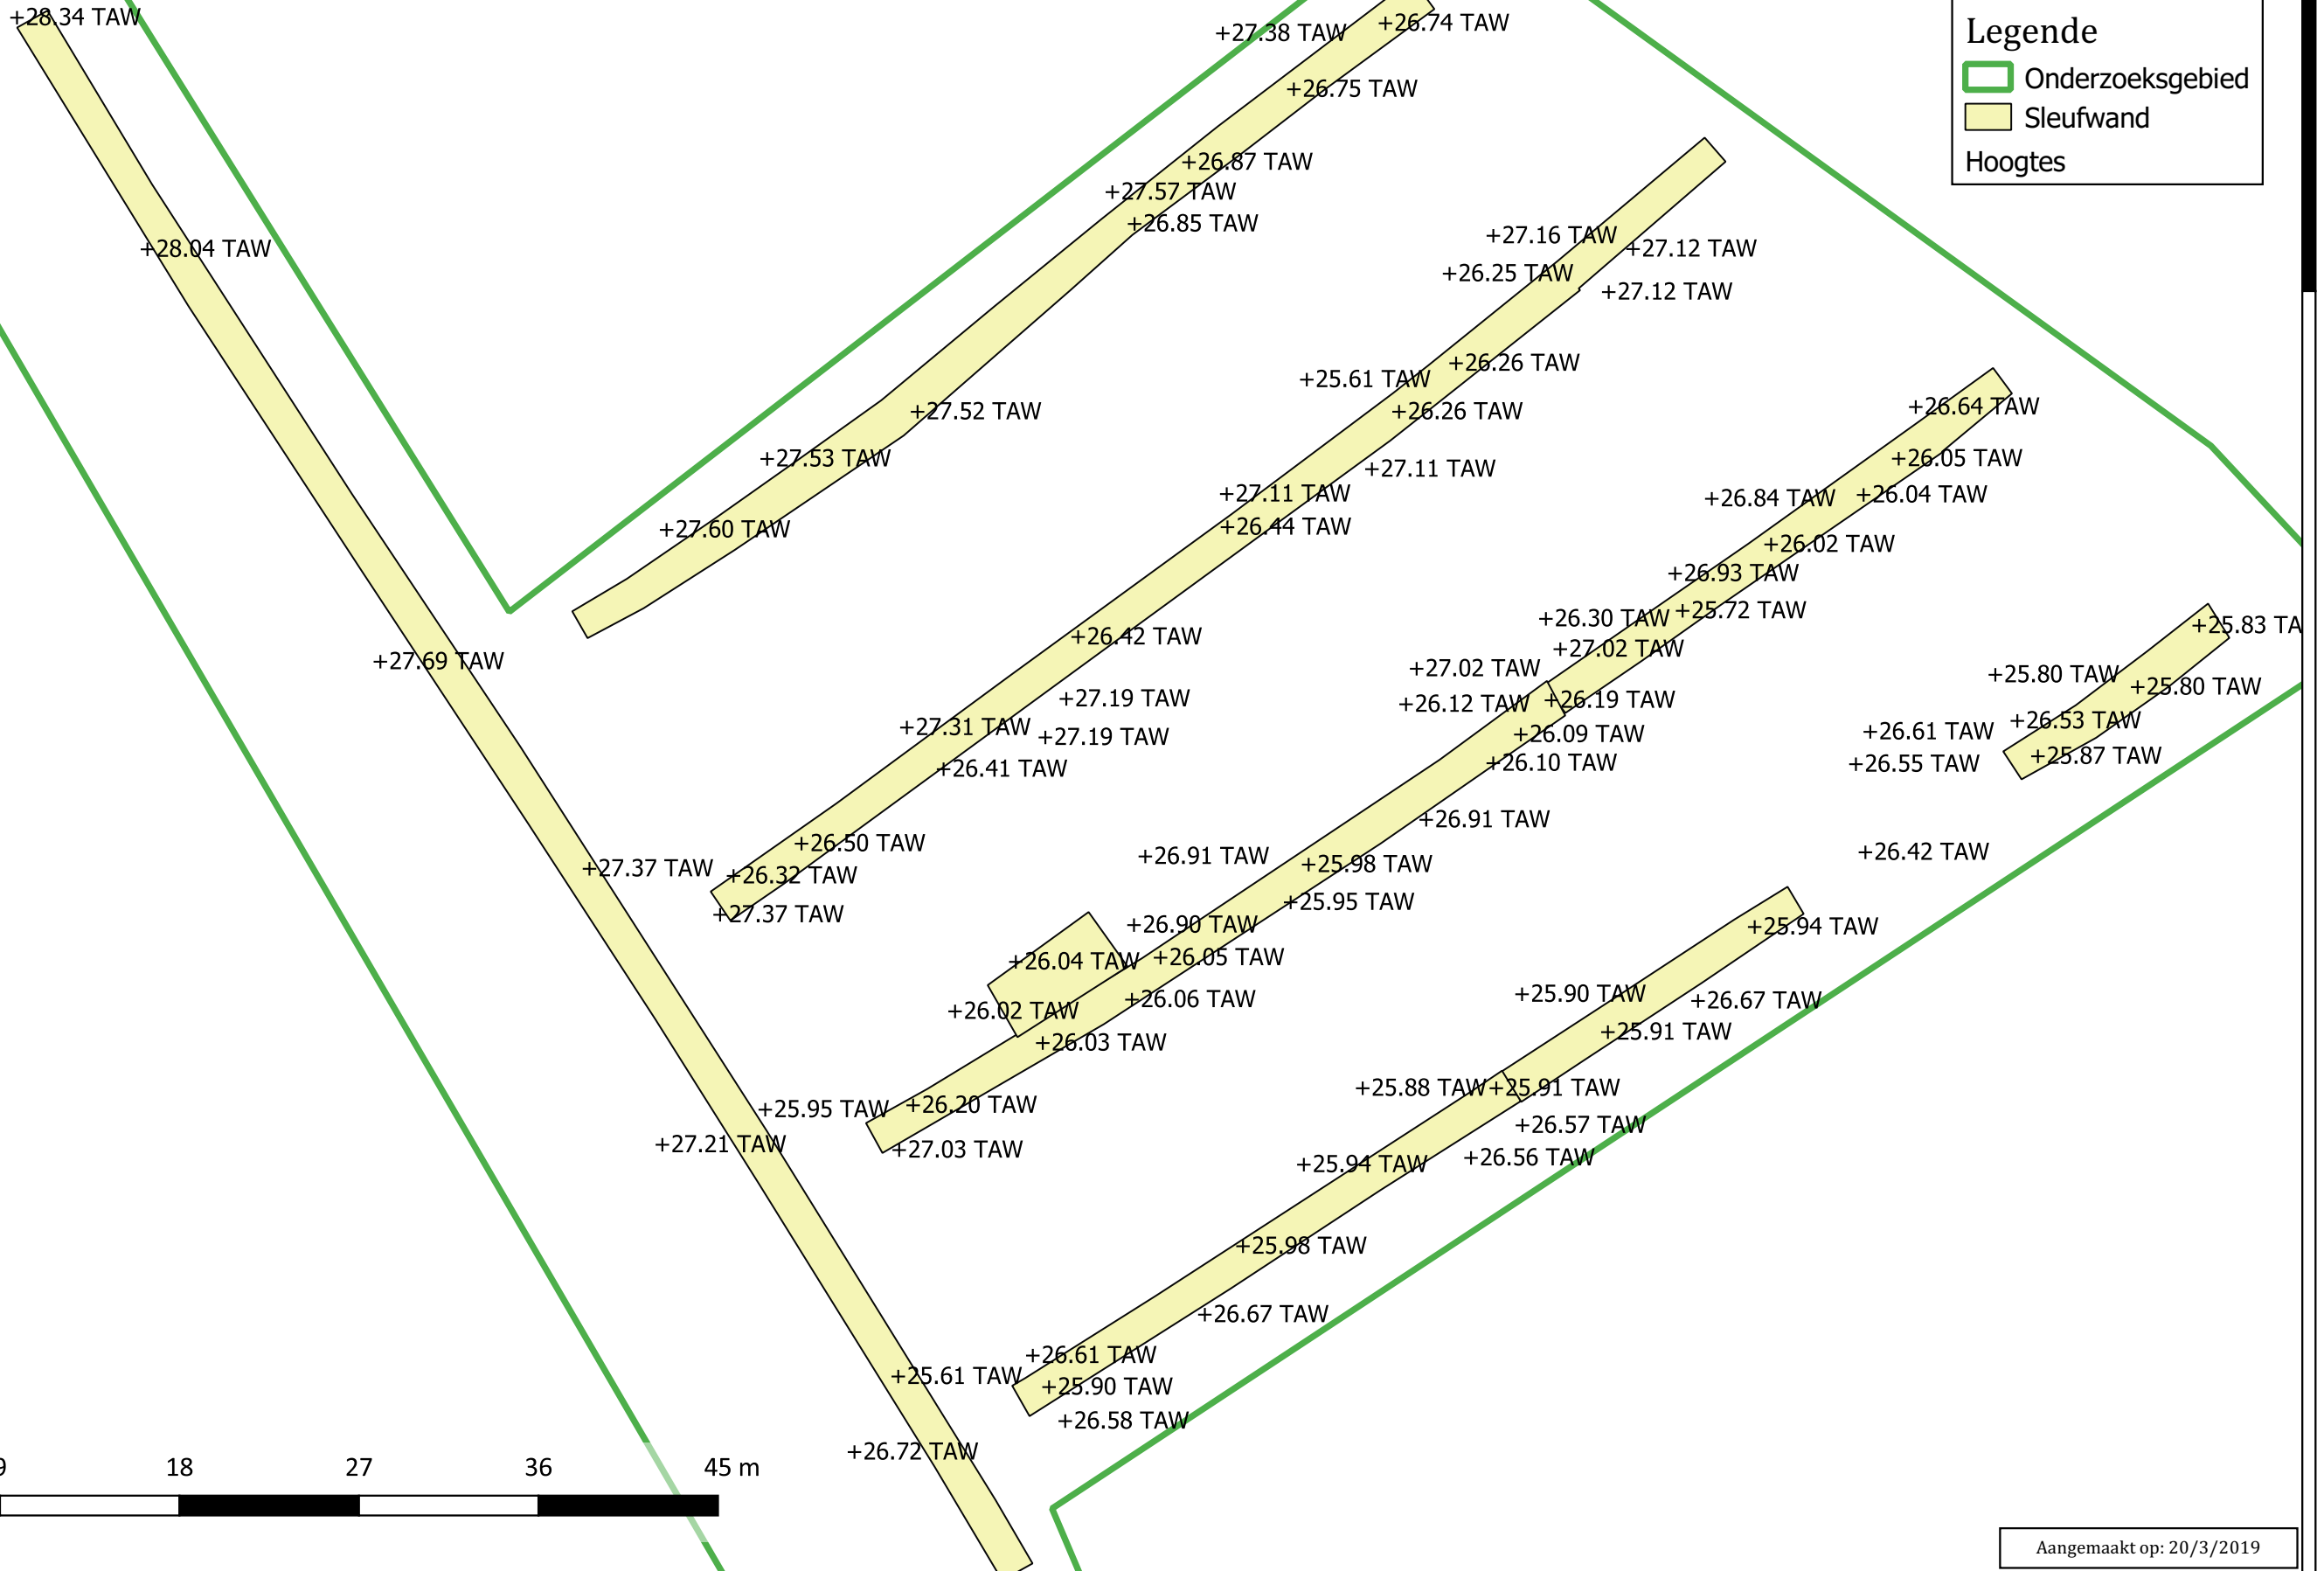 +28.34 TAW
+27.38 TAW
+26.74 TAW
Legende
Onderzoeksgebied
Sleufwand
Hoogtes
+26.75 TAW
+26.87 TAW
+27.57 TAW
+26.85 TAW
+28.04 TAW
+27.16 TAW
+27.12 TAW
+26.25 TAW
+27.12 TAW
+26.26 TAW
+25.61 TAW
+26.26 TAW
+27.52 TAW
+26.64 TAW
+27.53 TAW
+26.05 TAW
+27.11 TAW
+27.11 TAW
+26.84 TAW
+26.04 TAW
+27.60 TAW
+26.44 TAW
+26.02 TAW
+26.93 TAW
+26.30 TAW
+25.72 TAW
+25.83 TA
+26.42 TAW
+27.02 TAW
+27.69 TAW
+27.02 TAW
+25.80 TAW
+25.80 TAW
+27.19 TAW
+26.12 TAW
+26.19 TAW
+27.31 TAW
+27.19 TAW
+26.09 TAW
+26.53 TAW
+26.61 TAW
+26.41 TAW
+26.10 TAW
+26.55 TAW
+25.87 TAW
+26.91 TAW
+26.50 TAW
+26.91 TAW
+26.42 TAW
+27.37 TAW
+26.32 TAW
+25.98 TAW
+27.37 TAW
+25.95 TAW
+26.90 TAW
+25.94 TAW
+26.04 TAW
+26.05 TAW
+26.02 TAW
+26.06 TAW
+25.90 TAW
+26.67 TAW
+26.03 TAW
+25.91 TAW
+25.95 TAW
+26.20 TAW
+25.88 TAW
+25.91 TAW
+27.21 TAW
+27.03 TAW
+26.57 TAW
+25.94 TAW
+26.56 TAW
+25.98 TAW
+26.67 TAW
+26.61 TAW
+25.61 TAW
+25.90 TAW
+26.58 TAW
+26.72 TAW
9 18 27 36 45 m
Aangemaakt op: 20/3/2019